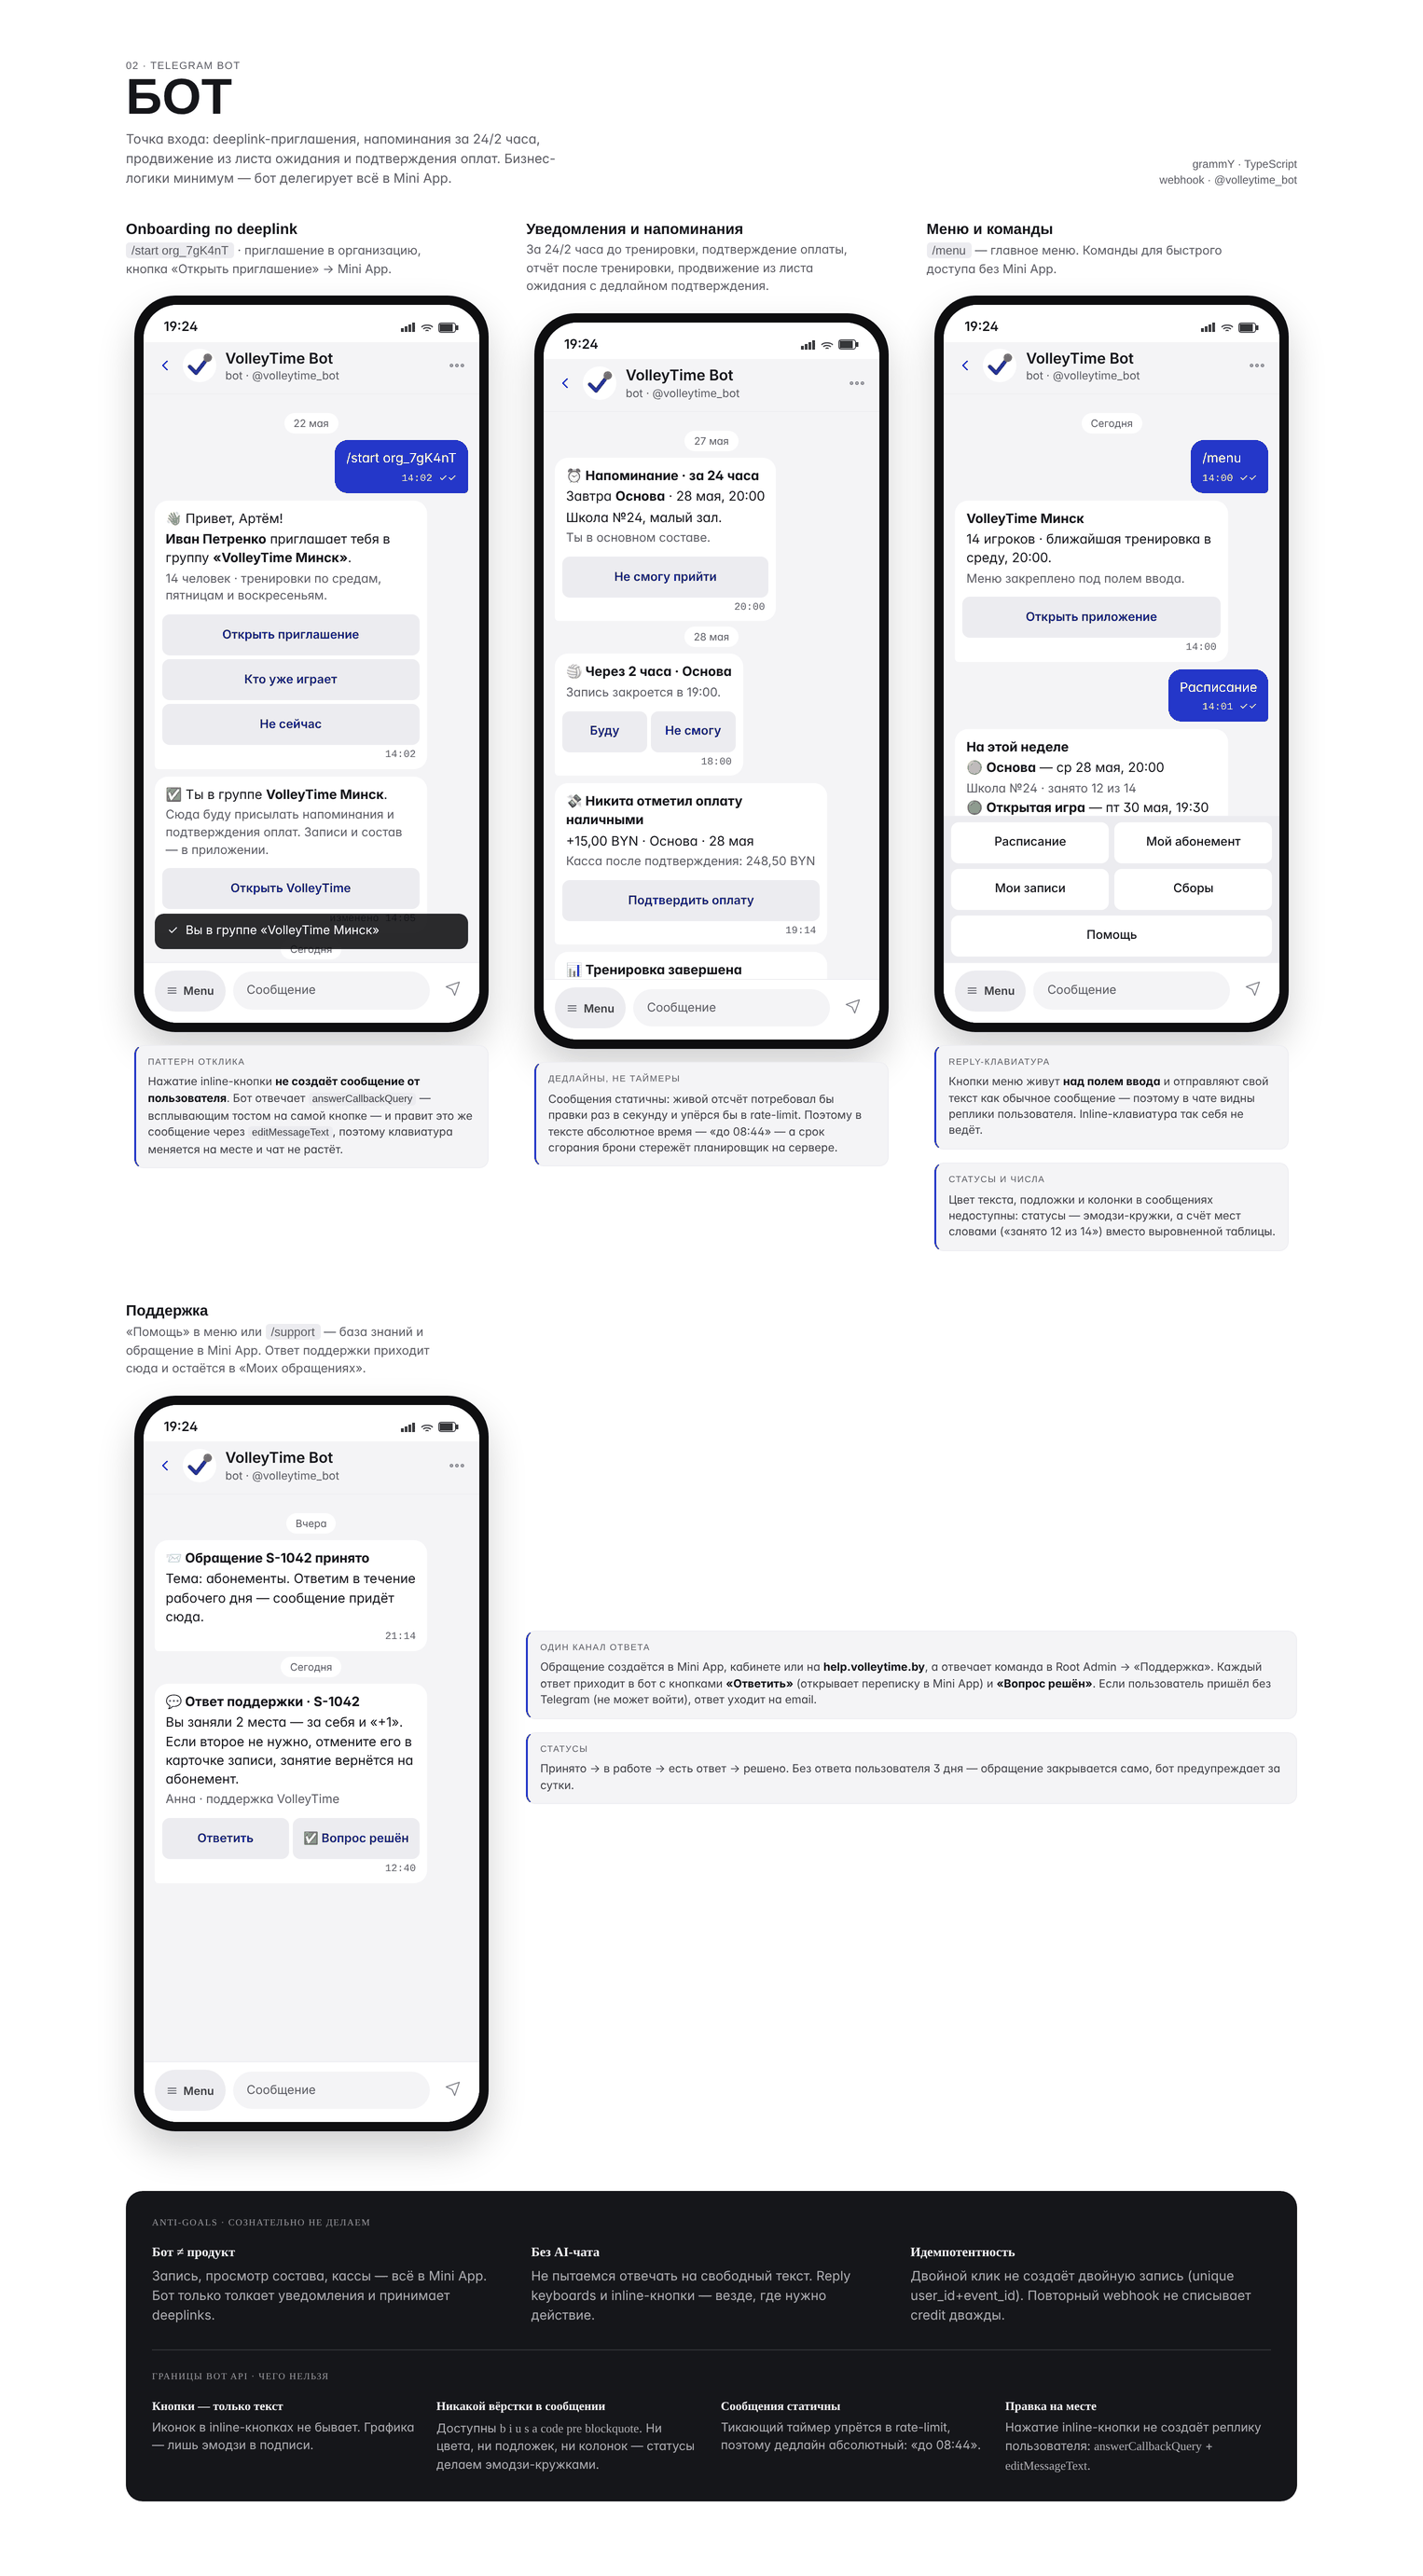 02 · TELEGRAM BOT
БОТ
Точка входа: deeplink-приглашения, напоминания за 24/2 часа,
продвижение из листа ожидания и подтверждения оплат. Бизнес-
логики минимум — бот делегирует всё в Mini App.
grammY · TypeScript
webhook · @volleytime_bot
Onboarding по deeplink
/start org_7gK4nT · приглашение в организацию,
кнопка «Открыть приглашение» → Mini App.
19:24
VolleyTime Bot
bot · @volleytime_bot
22 мая
/start org_7gK4nT
14:02 ✓✓
👋 Привет, Артём!
Иван Петренко приглашает тебя в
группу «VolleyTime Минск».
14 человек · тренировки по средам,
пятницам и воскресеньям.
Открыть приглашение
Кто уже играет
Не сейчас
14:02
✅ Ты в группе VolleyTime Минск.
Сюда буду присылать напоминания и
подтверждения оплат. Записи и состав
— в приложении.
Открыть VolleyTime
✓ Вы в группе «VolleyTime Минск»
Сегодня
Menu
Сообщение
ПАТТЕРН ОТКЛИКА
Нажатие inline-кнопки не создаёт сообщение от
пользователя. Бот отвечает answerCallbackQuery —
всплывающим тостом на самой кнопке — и правит это же
сообщение через editMessageText, поэтому клавиатура
меняется на месте и чат не растёт.
Уведомления и напоминания
За 24/2 часа до тренировки, подтверждение оплаты,
отчёт после тренировки, продвижение из листа
ожидания с дедлайном подтверждения.
19:24
VolleyTime Bot
bot · @volleytime_bot
27 мая
⏰ Напоминание · за 24 часа
Завтра Основа · 28 мая, 20:00
Школа №24, малый зал.
Ты в основном составе.
Не смогу прийти
20:00
28 мая
🏐 Через 2 часа · Основа
Запись закроется в 19:00.
Буду
Не смогу
18:00
💸 Никита отметил оплату
наличными
+15,00 BYN · Основа · 28 мая
Касса после подтверждения: 248,50 BYN
Подтвердить оплату
19:14
📊 Тренировка завершена
Menu
Сообщение
ДЕДЛАЙНЫ, НЕ ТАЙМЕРЫ
Сообщения статичны: живой отсчёт потребовал бы
правки раз в секунду и упёрся бы в rate-limit. Поэтому в
тексте абсолютное время — «до 08:44» — а срок
сгорания брони стережёт планировщик на сервере.
Меню и команды
/menu — главное меню. Команды для быстрого
доступа без Mini App.
19:24
VolleyTime Bot
bot · @volleytime_bot
Сегодня
/menu
14:00 ✓✓
VolleyTime Минск
14 игроков · ближайшая тренировка в
среду, 20:00.
Меню закреплено под полем ввода.
Открыть приложение
14:00
Расписание
14:01 ✓✓
На этой неделе
Основа — ср 28 мая, 20:00
Школа №24 · занято 12 из 14
Открытая игра — пт 30 мая, 19:30
Расписание
Мой абонемент
Мои записи
Сборы
Помощь
Menu
Сообщение
REPLY-КЛАВИАТУРА
Кнопки меню живут над полем ввода и отправляют свой
текст как обычное сообщение — поэтому в чате видны
реплики пользователя. Inline-клавиатура так себя не
ведёт.
СТАТУСЫ И ЧИСЛА
Цвет текста, подложки и колонки в сообщениях
недоступны: статусы — эмодзи-кружки, а счёт мест
словами («занято 12 из 14») вместо выровненной таблицы.
Поддержка
«Помощь» в меню или /support — база знаний и
обращение в Mini App. Ответ поддержки приходит
сюда и остаётся в «Моих обращениях».
19:24
VolleyTime Bot
bot · @volleytime_bot
Вчера
📨 Обращение S-1042 принято
Тема: абонементы. Ответим в течение
рабочего дня — сообщение придёт
сюда.
21:14
Сегодня
💬 Ответ поддержки · S-1042
Вы заняли 2 места — за себя и «+1».
Если второе не нужно, отмените его в
карточке записи, занятие вернётся на
абонемент.
Анна · поддержка VolleyTime
Ответить
✅ Вопрос решён
12:40
Menu
Сообщение
ОДИН КАНАЛ ОТВЕТА
Обращение создаётся в Mini App, кабинете или на help.volleytime.by, а отвечает команда в Root Admin → «Поддержка». Каждый
ответ приходит в бот с кнопками «Ответить» (открывает переписку в Mini App) и «Вопрос решён». Если пользователь пришёл без
Telegram (не может войти), ответ уходит на email.
СТАТУСЫ
Принято → в работе → есть ответ → решено. Без ответа пользователя 3 дня — обращение закрывается само, бот предупреждает за
сутки.
ANTI-GOALS · СОЗНАТЕЛЬНО НЕ ДЕЛАЕМ
Бот ≠ продукт
Запись, просмотр состава, кассы — всё в Mini App.
Бот только толкает уведомления и принимает
deeplinks.
Без AI-чата
Не пытаемся отвечать на свободный текст. Reply
keyboards и inline-кнопки — везде, где нужно
действие.
Идемпотентность
Двойной клик не создаёт двойную запись (unique
user_id+event_id). Повторный webhook не списывает
credit дважды.
ГРАНИЦЫ BOT API · ЧЕГО НЕЛЬЗЯ
Кнопки — только текст
Иконок в inline-кнопках не бывает. Графика
— лишь эмодзи в подписи.
Никакой вёрстки в сообщении
Доступны b i u s a code pre blockquote. Ни
цвета, ни подложек, ни колонок — статусы
делаем эмодзи-кружками.
Сообщения статичны
Тикающий таймер упрётся в rate-limit,
поэтому дедлайн абсолютный: «до 08:44».
Правка на месте
Нажатие inline-кнопки не создаёт реплику
пользователя: answerCallbackQuery +
editMessageText.